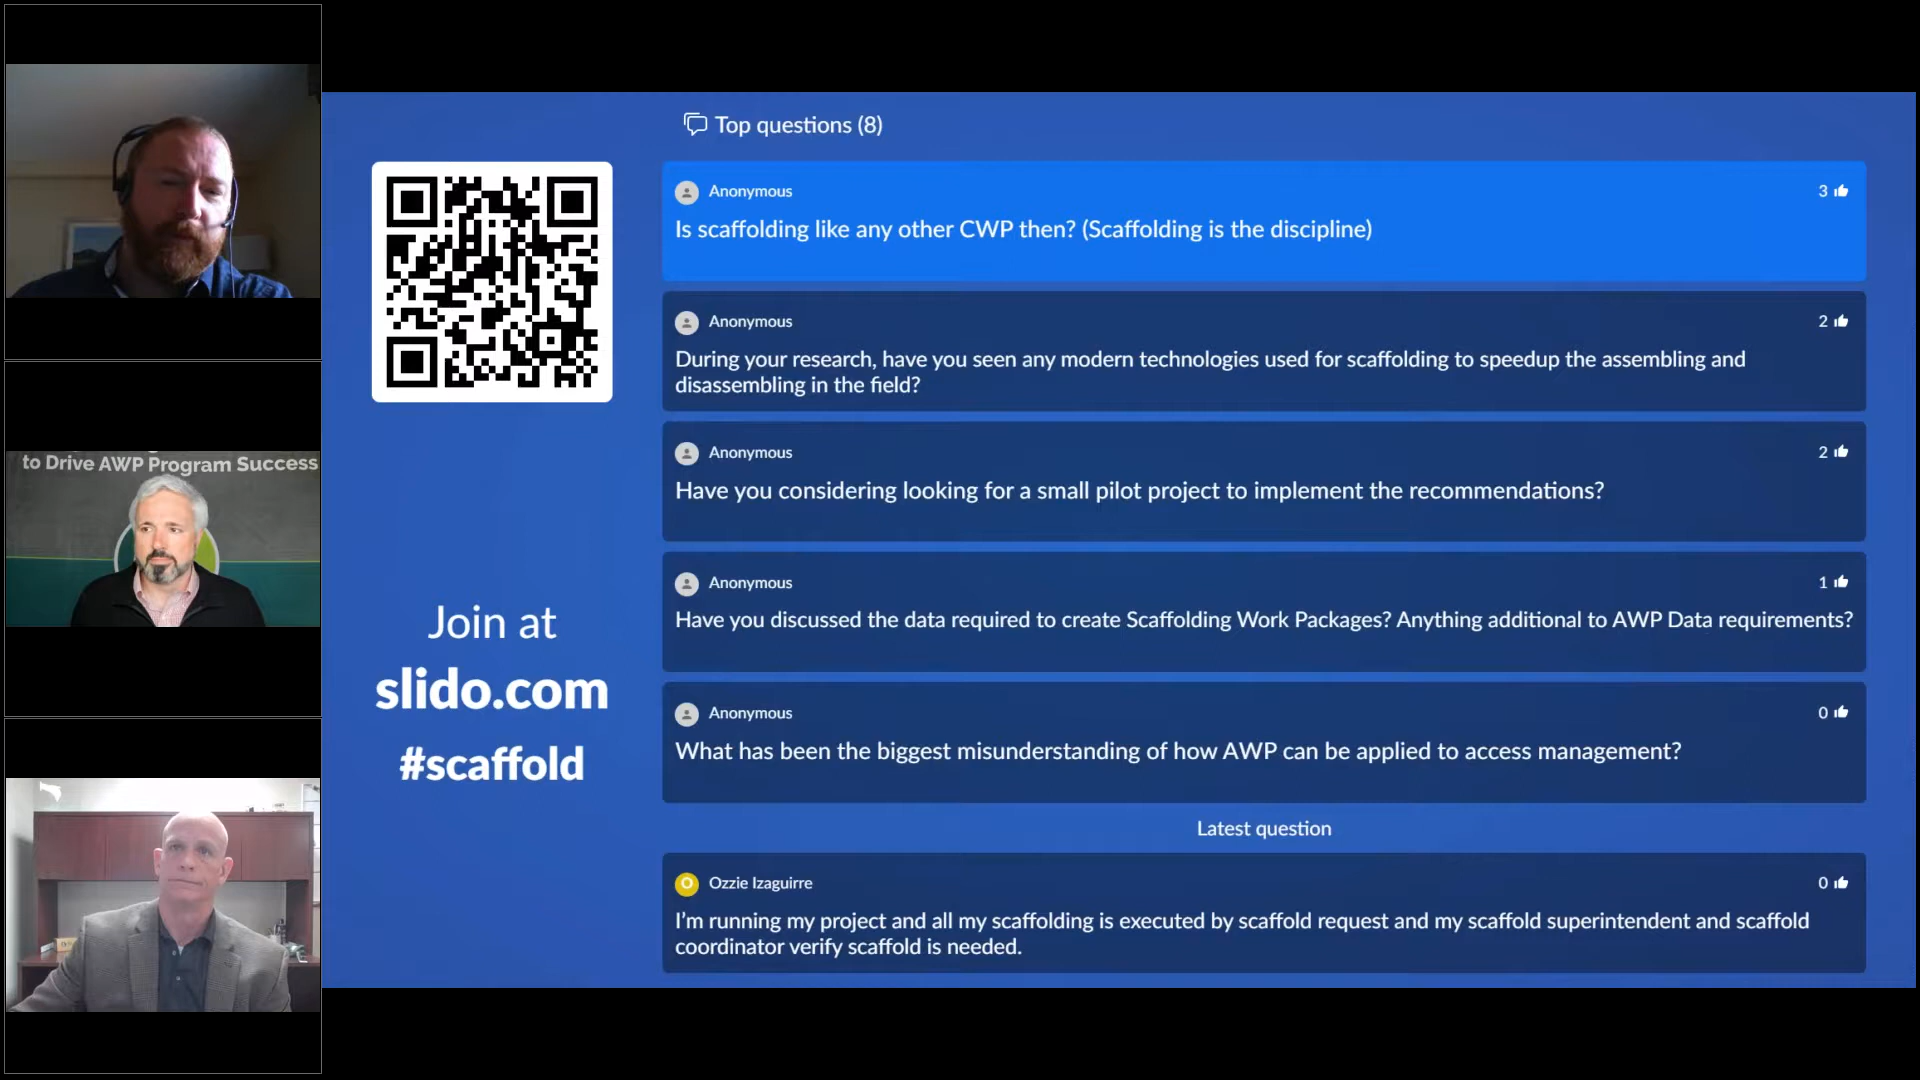 to Drive AWP Program Success
Top questions (8)
Anonymous
3
Is scaffolding like any other CWP then? (Scaffolding is the discipline)
Anonymous
2
During your research, have you seen any modern technologies used for scaffolding to speedup the assembling and
disassembling in the field?
Anonymous
2
Have you considering looking for a small pilot project to implement the recommendations?
Anonymous
1
Have you discussed the data required to create Scaffolding Work Packages? Anything additional to AWP Data requirements?
Anonymous
0
What has been the biggest misunderstanding of how AWP can be applied to access management?
Latest question
O
Ozzie Izaguirre
0
I'm running my project and all my scaffolding is executed by scaffold request and my scaffold superintendent and scaffold
coordinator verify scaffold is needed.
Join at
slido.com
#scaffold